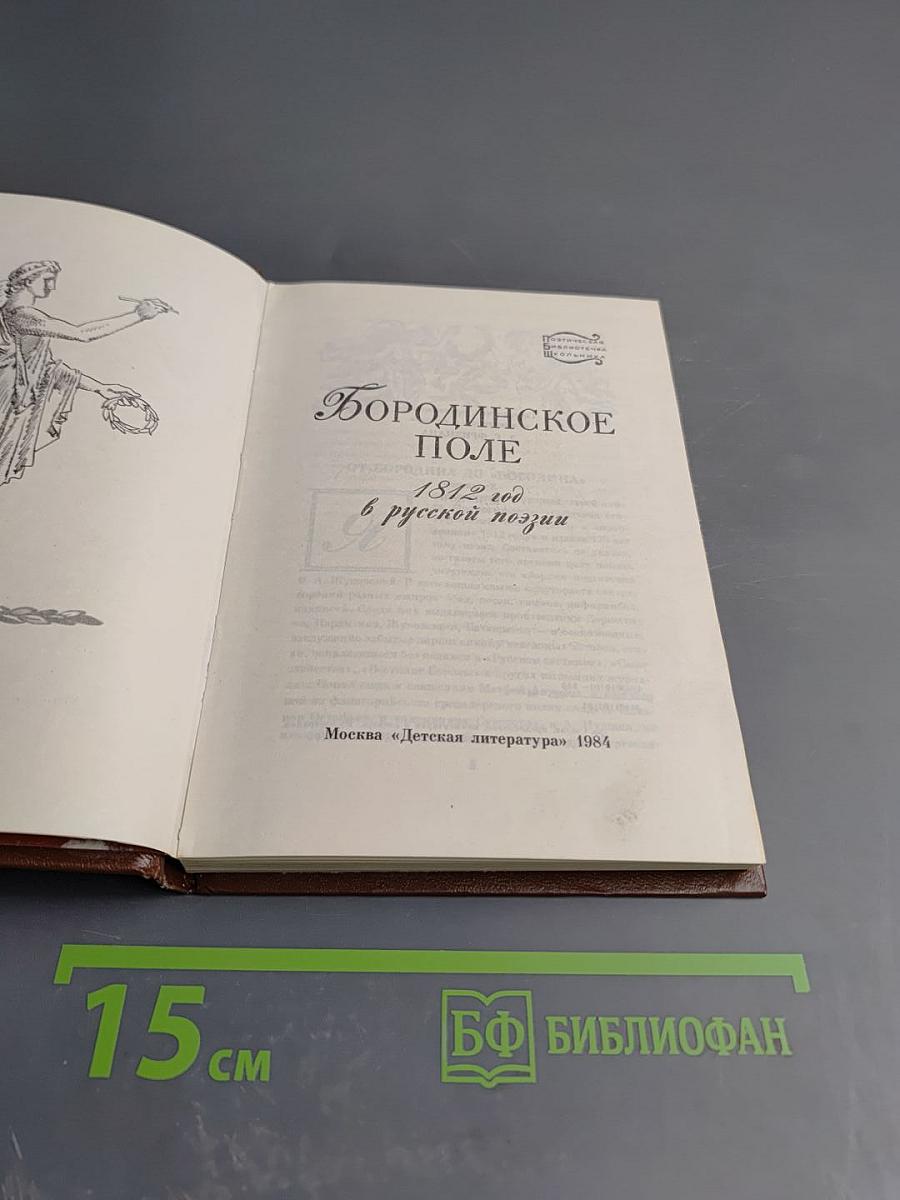 Поэтическая
Библиотечка
Школьника
Бородинское
поле
1812 год
в русской поэзии
Москва «Детская литература» 1984
15 см
БФ БИБЛИОФАН